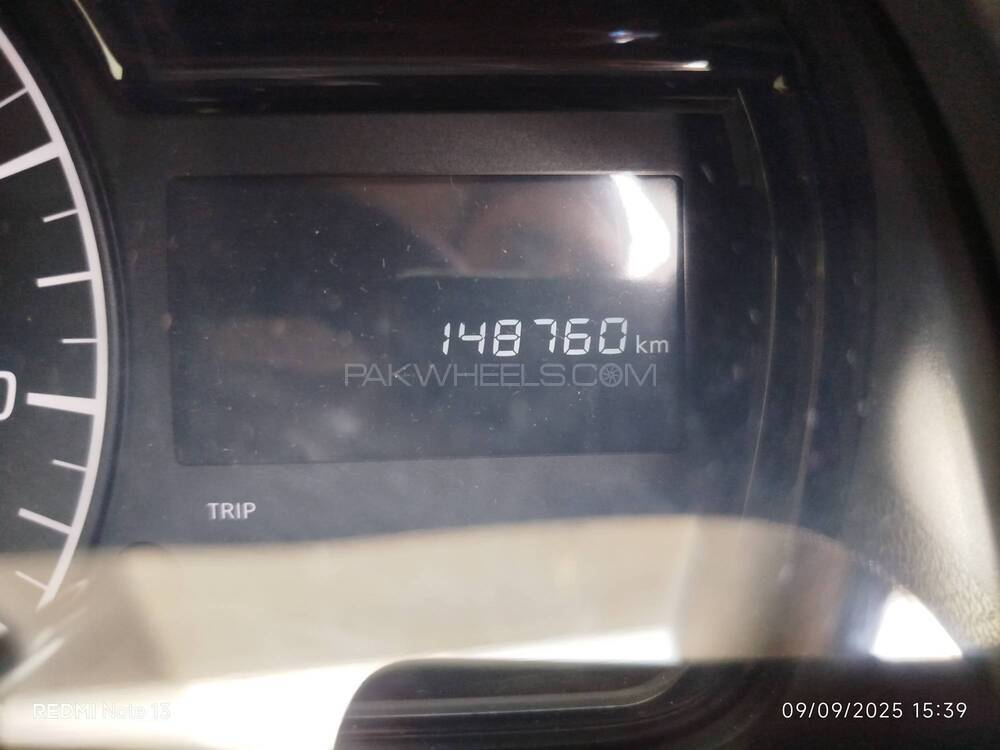 148760 km
PAKWHEELS.COM
TRIP
REDMI Note 13
09/09/2025 15:39